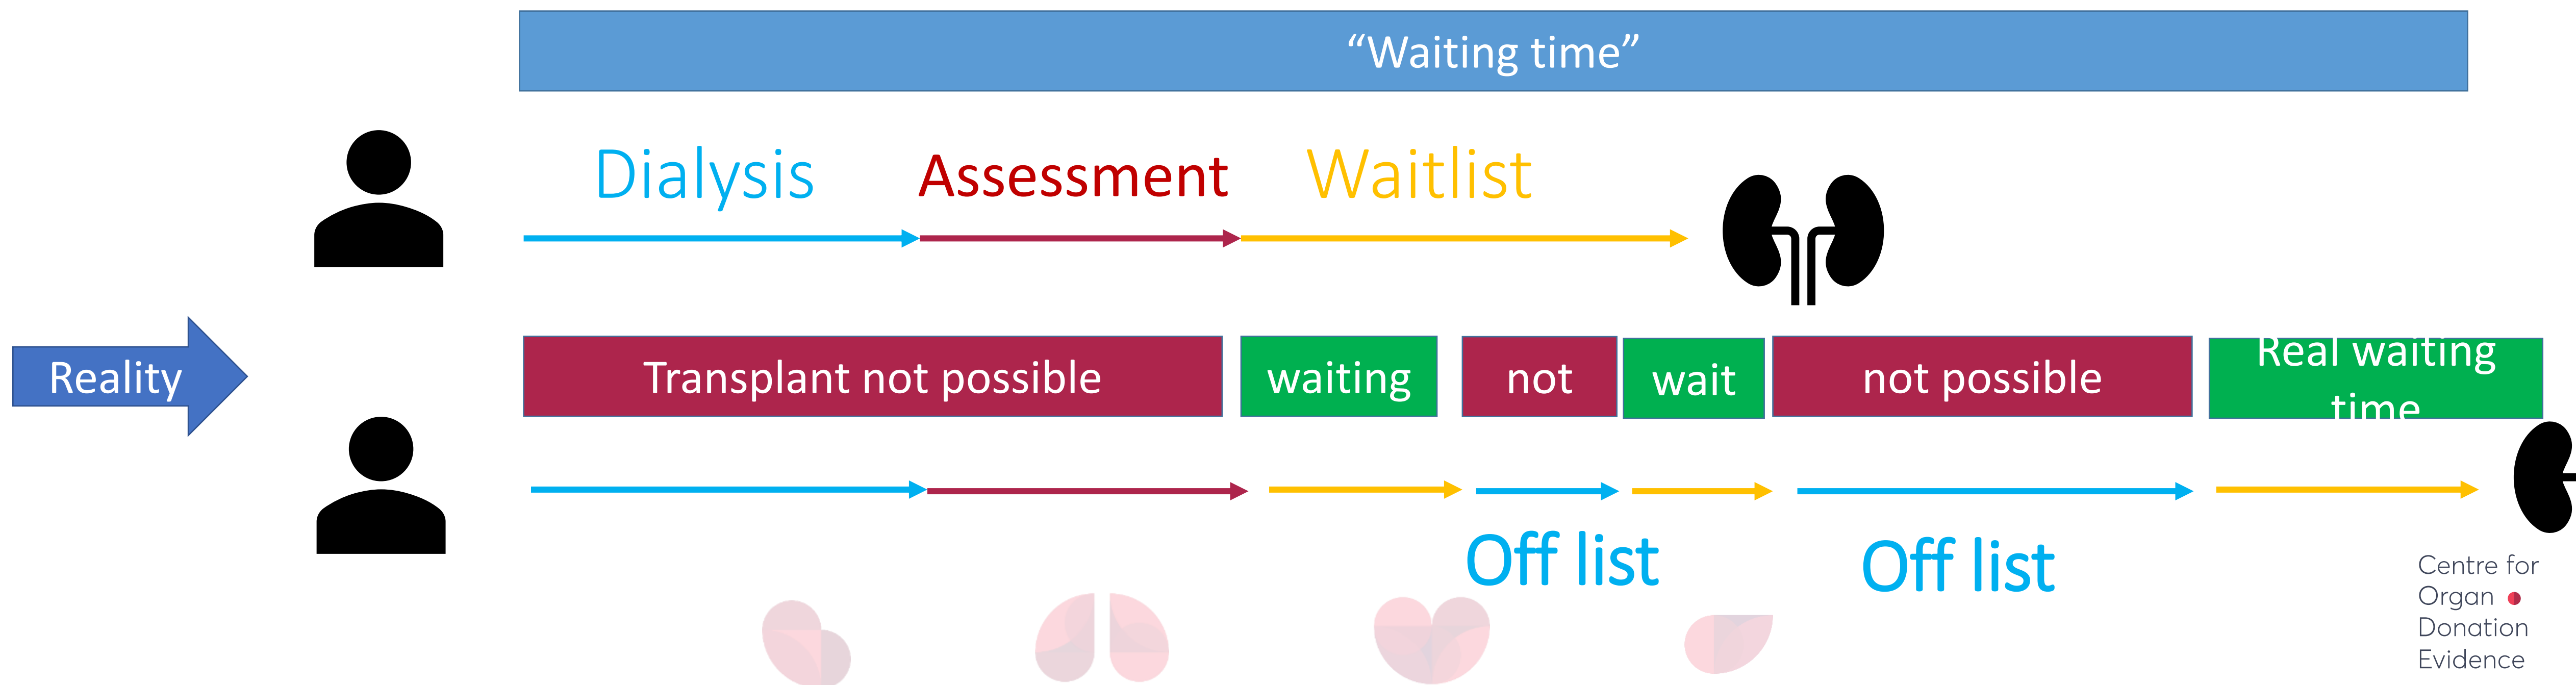 “Waiting time”
Dialysis
Assessment
Waitlist
Reality
Transplant not possible
waiting
not
wait
not possible
Real waiting
time
Off list
Off list
Centre for
Organ
Donation
Evidence